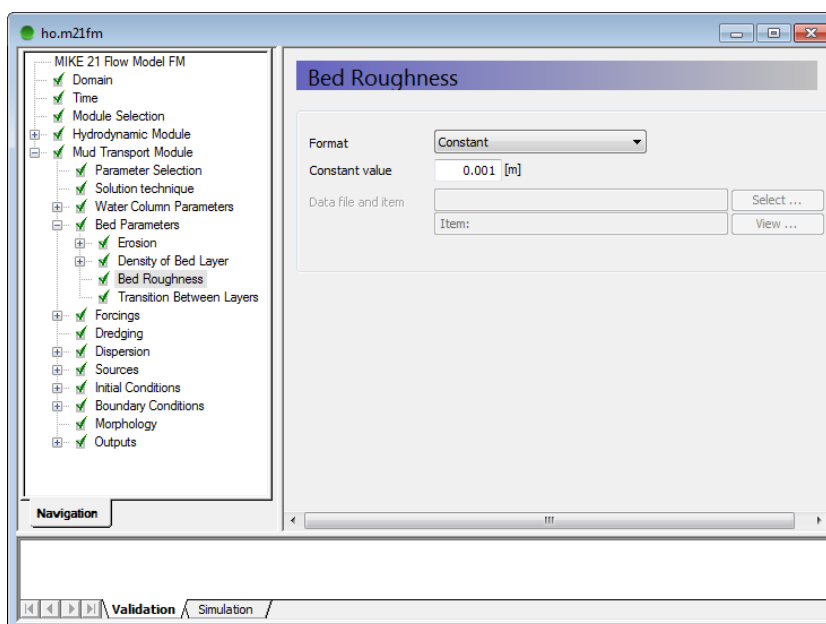 ho.m21fm
MIKE 21 Flow Model FM
Domain
Time
Module Selection
Hydrodynamic Module
Mud Transport Module
Parameter Selection
Solution technique
Water Column Parameters
Bed Parameters
Erosion
Density of Bed Layer
Bed Roughness
Transition Between Layers
Forcings
Dredging
Dispersion
Sources
Initial Conditions
Boundary Conditions
Morphology
Outputs
Navigation
Bed Roughness
Format Constant
Constant value 0.001 [m]
Data file and item Select ...
Item: View ...
Validation Simulation